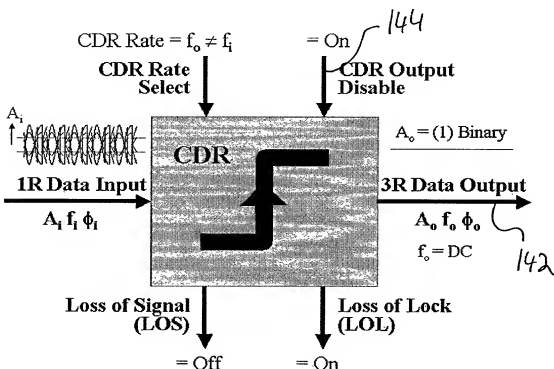 CDR Rate = fₒ ≠ fᵢ
= On
144
CDR Rate
Select
CDR Output
Disable
Aᵢ
CDR
Aₒ = (1) Binary
1R Data Input
3R Data Output
Aᵢ fᵢ ϕᵢ
Aₒ fₒ ϕₒ
fₒ = DC
142
Loss of Signal
(LOS)
Loss of Lock
(LOL)
= Off
= On